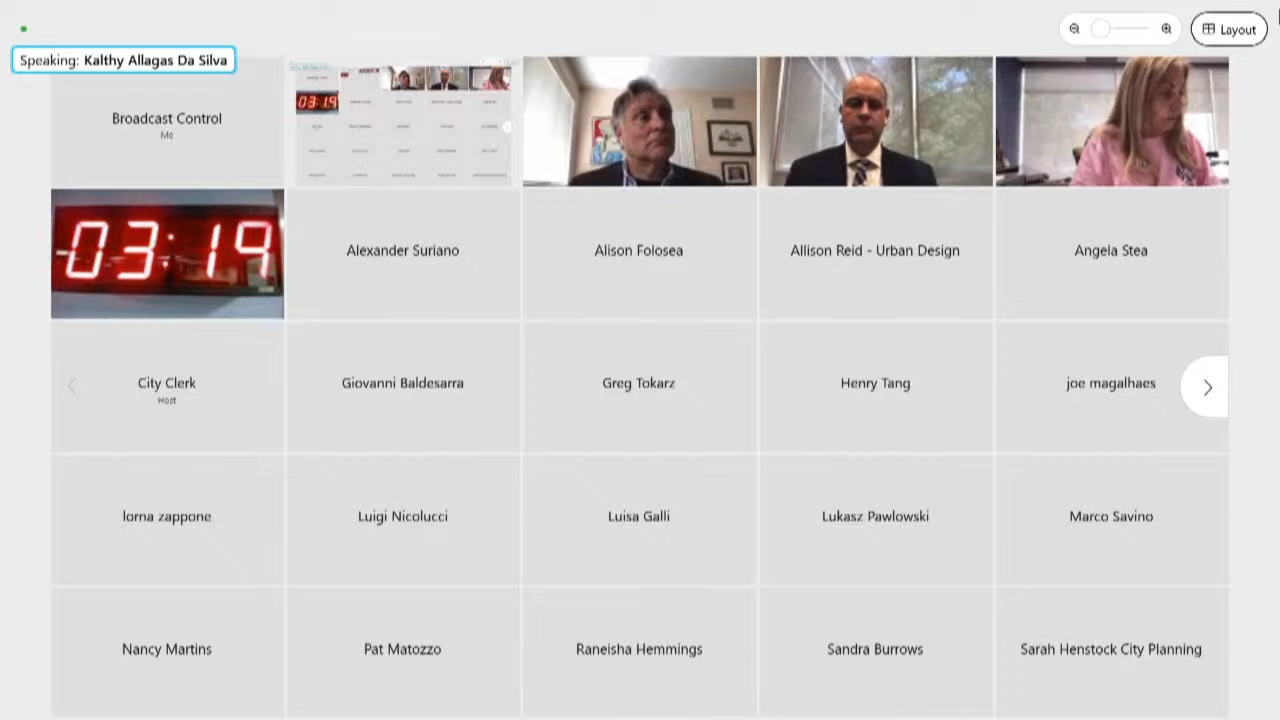 Layout
Speaking: Kalthy Allagas Da Silva
Broadcast Control
Me
03:19
03:19
Alexander Suriano
Alison Folosea
Allison Reid - Urban Design
Angela Stea
City Clerk
Host
Giovanni Baldesarra
Greg Tokarz
Henry Tang
joe magalhaes
lorna zappone
Luigi Nicolucci
Luisa Galli
Lukasz Pawlowski
Marco Savino
Nancy Martins
Pat Matozzo
Raneisha Hemmings
Sandra Burrows
Sarah Henstock City Planning